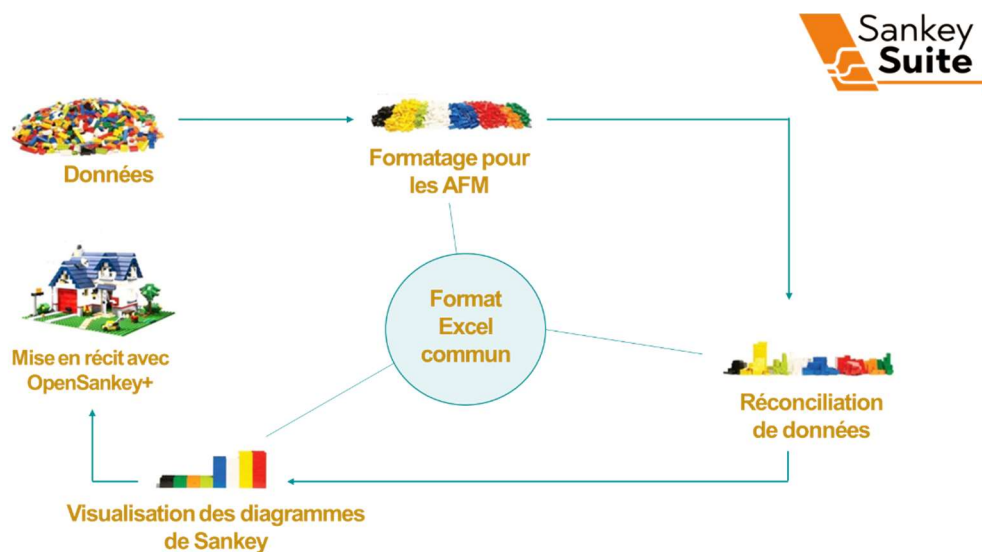 Sankey
Suite
Données
Formatage pour
les AFM
Format
Excel
commun
Mise en récit avec
OpenSankey+
Réconciliation
de données
Visualisation des diagrammes
de Sankey